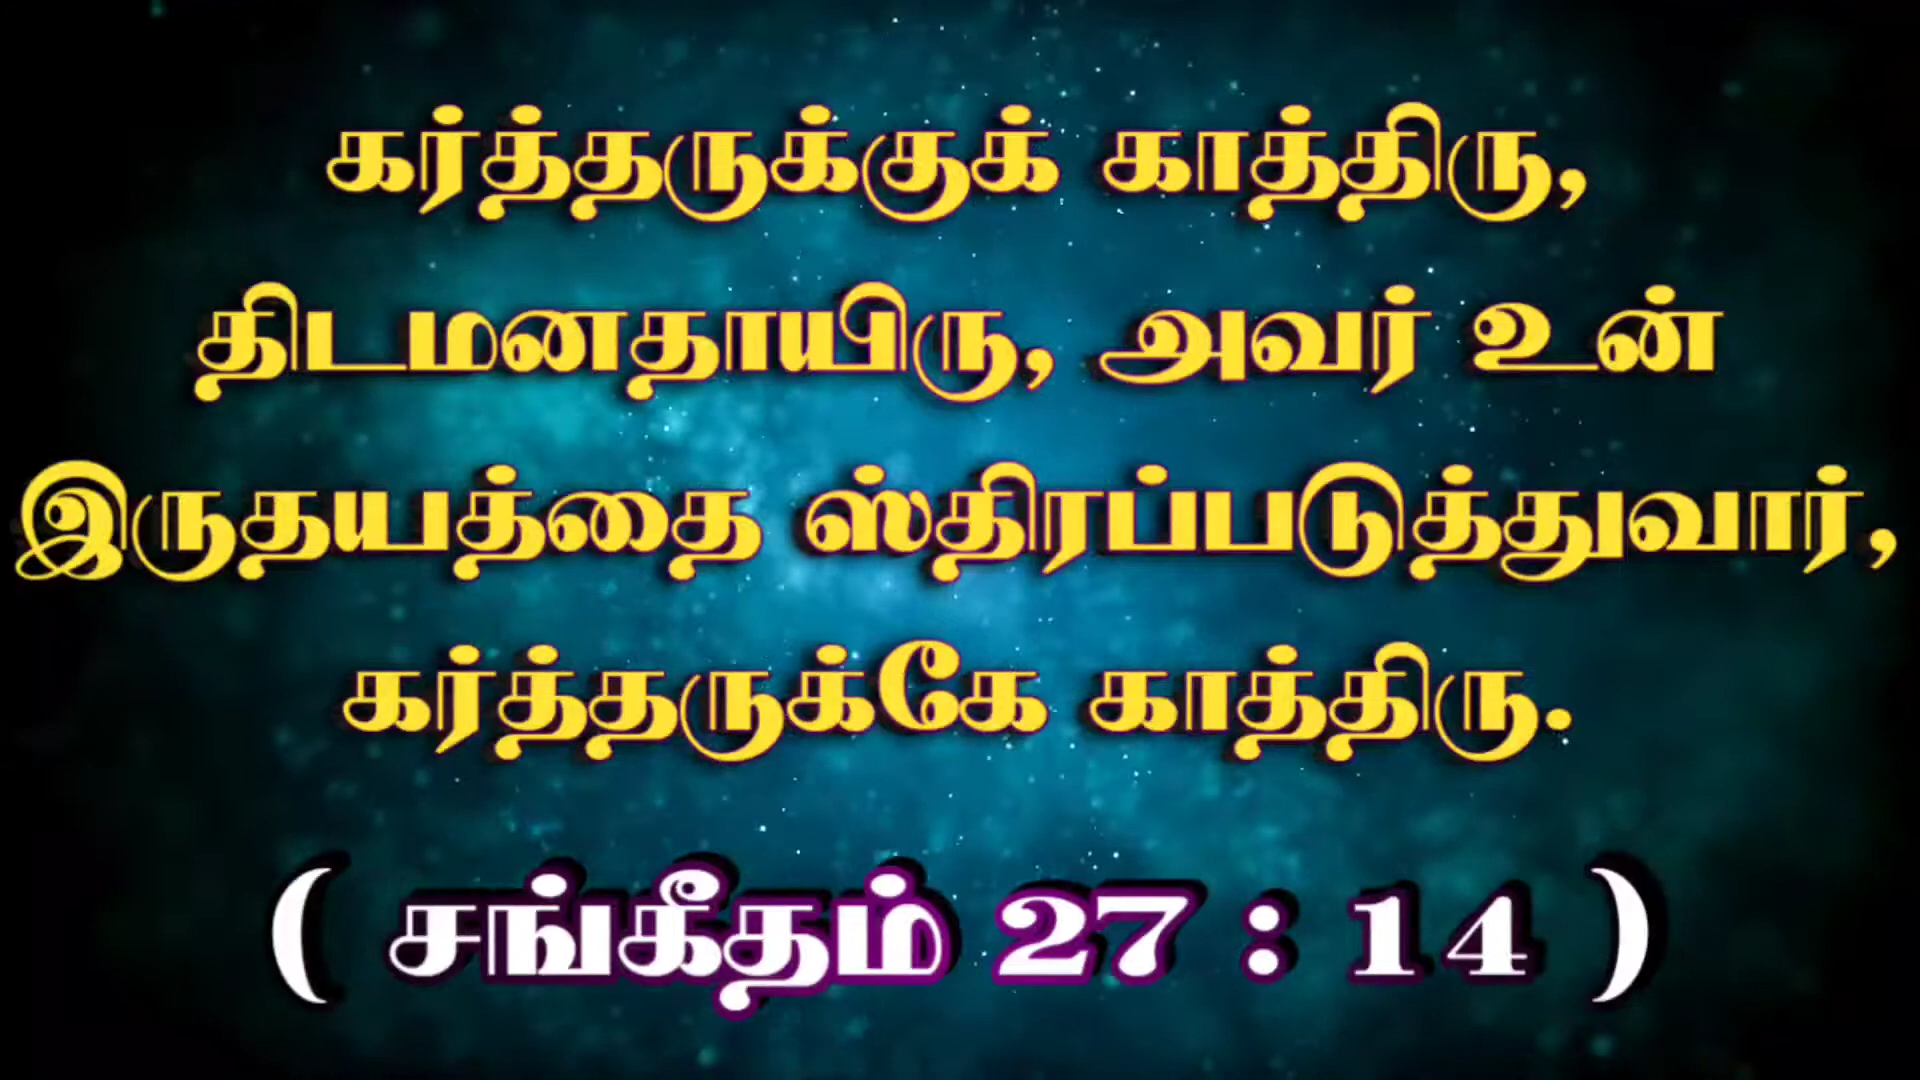 கர்த்தருக்குக் காத்திரு,
திடமனதாயிரு, அவர் உன்
இருதயத்தை ஸ்திரப்படுத்துவார்,
கர்த்தருக்கே காத்திரு.
( சங்கீதம் 27 : 14 )